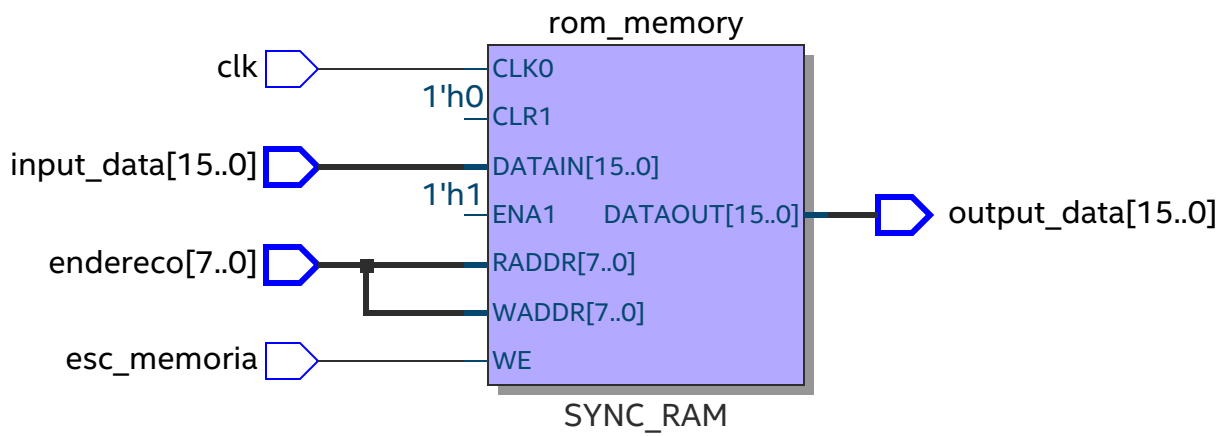 rom_memory
clk
CLK0
1'h0
CLR1
input_data[15..0]
DATAIN[15..0]
1'h1
ENA1
DATAOUT[15..0]
output_data[15..0]
endereco[7..0]
RADDR[7..0]
WADDR[7..0]
esc_memoria
WE
SYNC_RAM